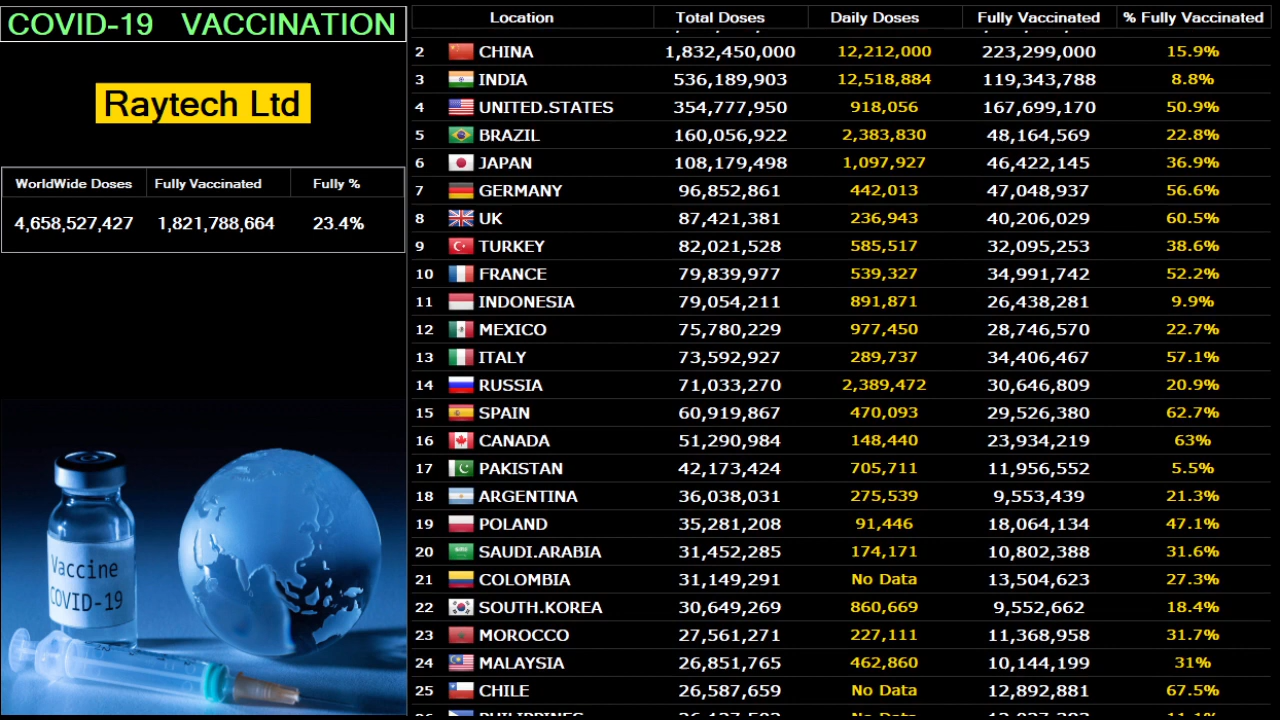 COVID-19 VACCINATION
Raytech Ltd
WorldWide Doses Fully Vaccinated Fully %
4,658,527,427 1,821,788,664 23.4%
Vaccine
COVID-19
Location Total Doses Daily Doses Fully Vaccinated % Fully Vaccinated
2 CHINA 1,832,450,000 12,212,000 223,299,000 15.9%
3 INDIA 536,189,903 12,518,884 119,343,788 8.8%
4 UNITED.STATES 354,777,950 918,056 167,699,170 50.9%
5 BRAZIL 160,056,922 2,383,830 48,164,569 22.8%
6 JAPAN 108,179,498 1,097,927 46,422,145 36.9%
7 GERMANY 96,852,861 442,013 47,048,937 56.6%
8 UK 87,421,381 236,943 40,206,029 60.5%
9 TURKEY 82,021,528 585,517 32,095,253 38.6%
10 FRANCE 79,839,977 539,327 34,991,742 52.2%
11 INDONESIA 79,054,211 891,871 26,438,281 9.9%
12 MEXICO 75,780,229 977,450 28,746,570 22.7%
13 ITALY 73,592,927 289,737 34,406,467 57.1%
14 RUSSIA 71,033,270 2,389,472 30,646,809 20.9%
15 SPAIN 60,919,867 470,093 29,526,380 62.7%
16 CANADA 51,290,984 148,440 23,934,219 63%
17 PAKISTAN 42,173,424 705,711 11,956,552 5.5%
18 ARGENTINA 36,038,031 275,539 9,553,439 21.3%
19 POLAND 35,281,208 91,446 18,064,134 47.1%
20 SAUDI.ARABIA 31,452,285 174,171 10,802,388 31.6%
21 COLOMBIA 31,149,291 No Data 13,504,623 27.3%
22 SOUTH.KOREA 30,649,269 860,669 9,552,662 18.4%
23 MOROCCO 27,561,271 227,111 11,368,958 31.7%
24 MALAYSIA 26,851,765 462,860 10,144,199 31%
25 CHILE 26,587,659 No Data 12,892,881 67.5%
PHILIPPINES No Data